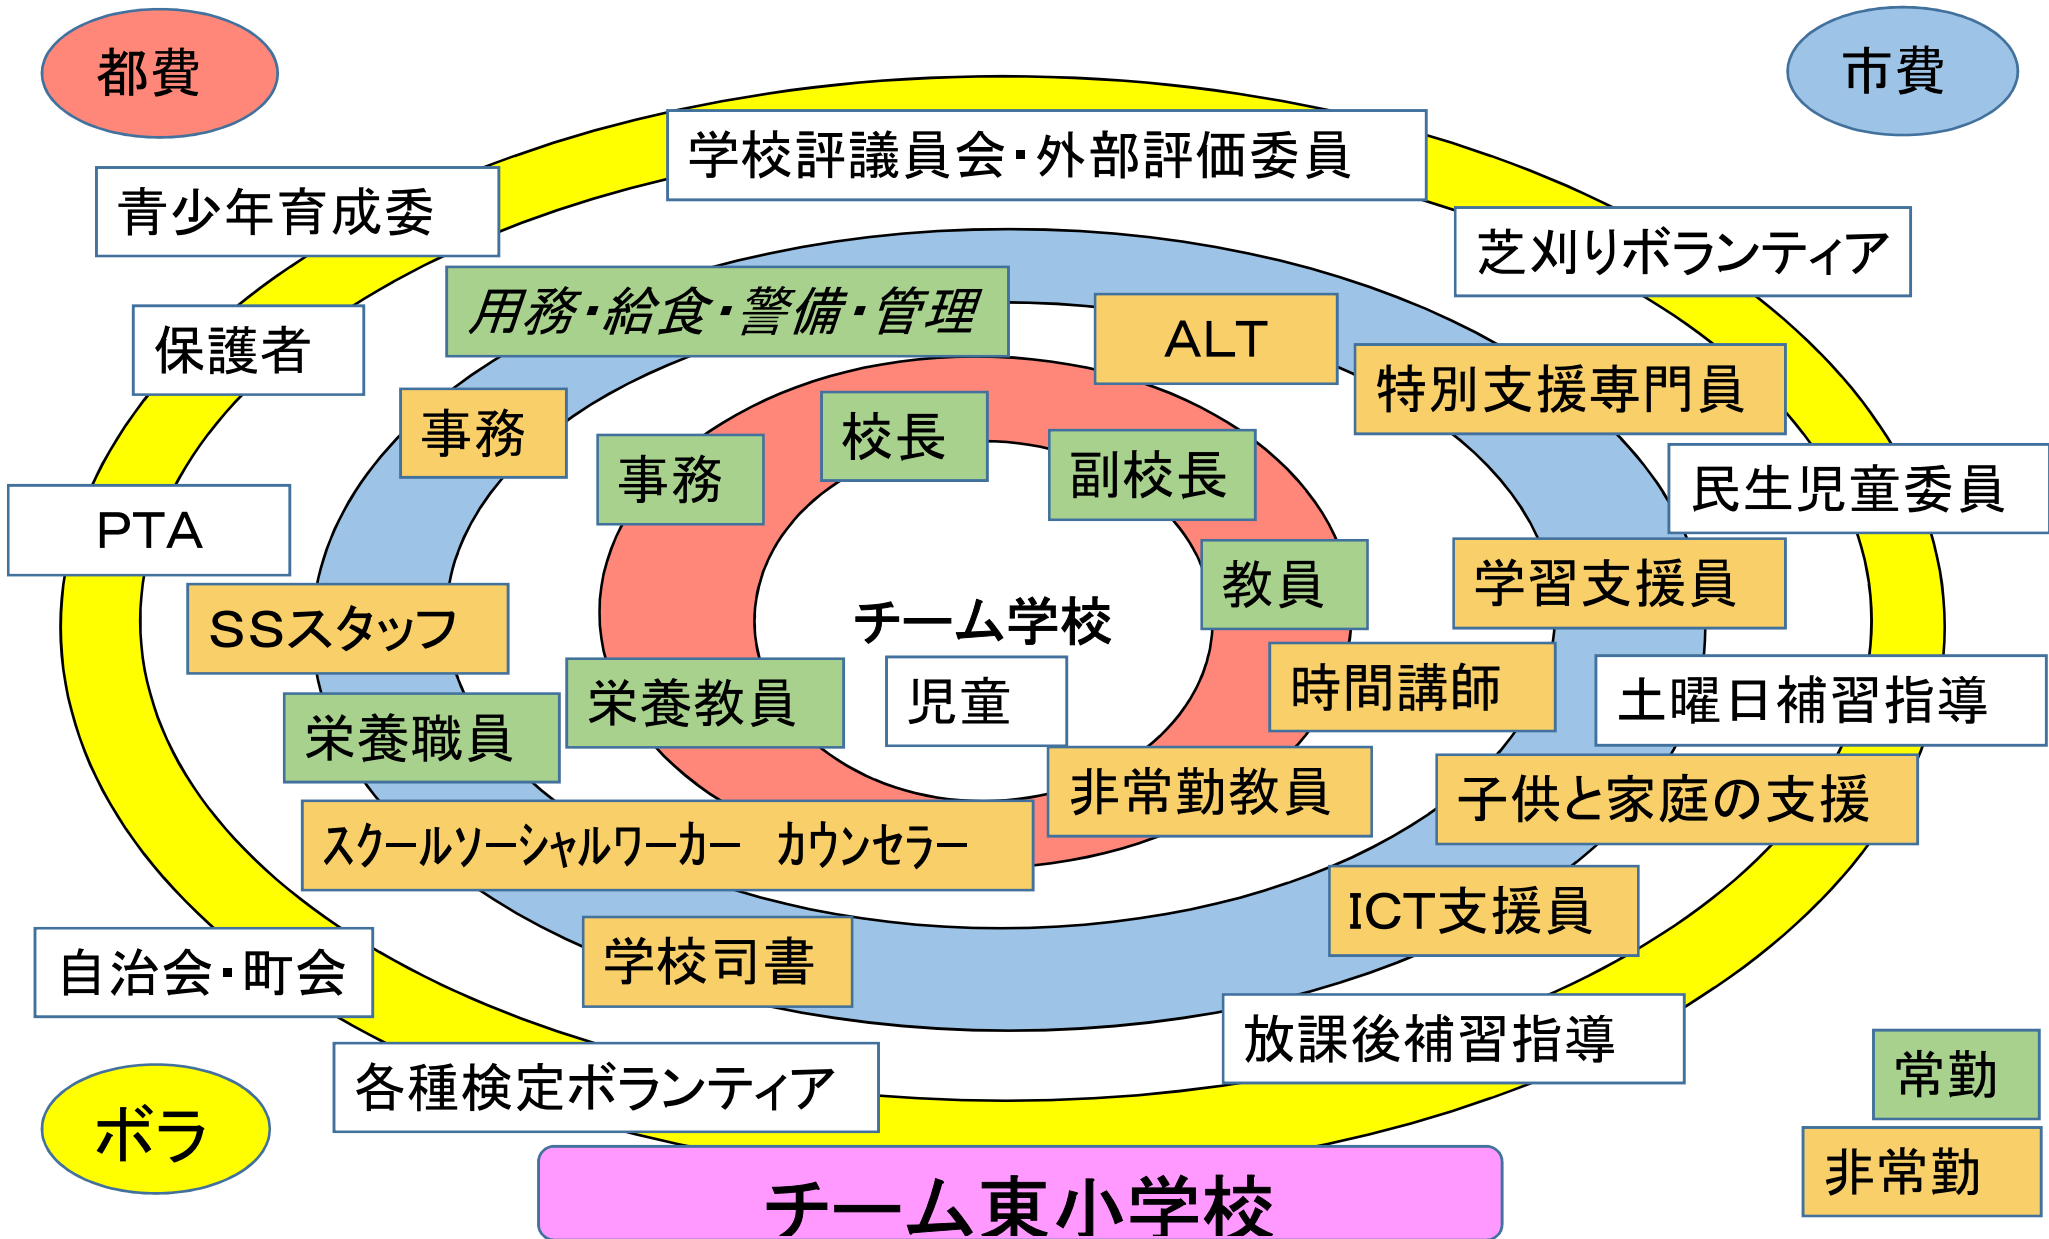 都費
市費
学校評議員会・外部評価委員
青少年育成委
芝刈りボランティア
用務・給食・警備・管理
ALT
保護者
特別支援専門員
事務
校長
副校長
事務
民生児童委員
PTA
教員
学習支援員
チーム学校
SSスタッフ
時間講師
児童
栄養教員
土曜日補習指導
栄養職員
非常勤教員
子供と家庭の支援
スクールソーシャルワーカー　カウンセラー
ICT支援員
学校司書
自治会・町会
放課後補習指導
常勤
各種検定ボランティア
ボラ
非常勤
チーム東小学校